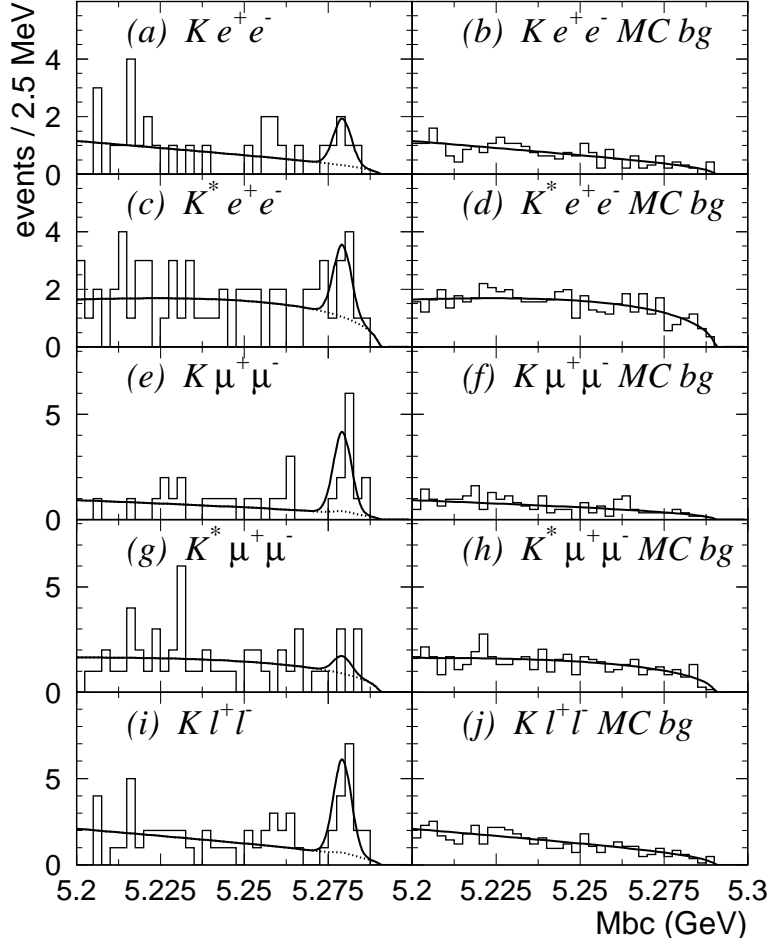 events / 2.5 MeV
6
4
2
0
(a) K e⁺e⁻
(b) K e⁺e⁻ MC bg
4
2
0
(c) K* e⁺e⁻
(d) K* e⁺e⁻ MC bg
5
0
(e) K μ⁺μ⁻
(f) K μ⁺μ⁻ MC bg
5
0
(g) K* μ⁺μ⁻
(h) K* μ⁺μ⁻ MC bg
5
0
(i) K l⁺l⁻
(j) K l⁺l⁻ MC bg
5.2 5.225 5.25 5.275 5.2 5.225 5.25 5.275 5.3
Mbc (GeV)